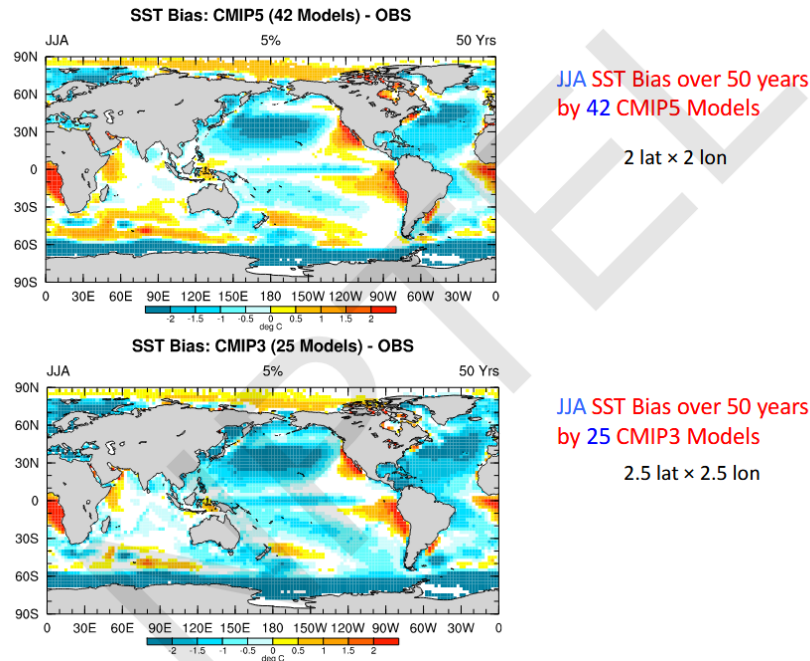 SST Bias: CMIP5 (42 Models) - OBS
JJA 5% 50 Yrs
90N
60N
30N
0
30S
60S
90S
0 30E 60E 90E 120E 150E 180E 150W 120W 90W 60W 30W 0
-2 -1.5 -1 -0.5 0 0.5 1 1.5 2
deg C
JJA SST Bias over 50 years
by 42 CMIP5 Models
2 lat × 2 lon
SST Bias: CMIP3 (25 Models) - OBS
JJA 5% 50 Yrs
90N
60N
30N
0
30S
60S
90S
0 30E 60E 90E 120E 150E 180E 150W 120W 90W 60W 30W 0
-2 -1.5 -1 -0.5 0 0.5 1 1.5 2
deg C
JJA SST Bias over 50 years
by 25 CMIP3 Models
2.5 lat × 2.5 lon
NPTEL